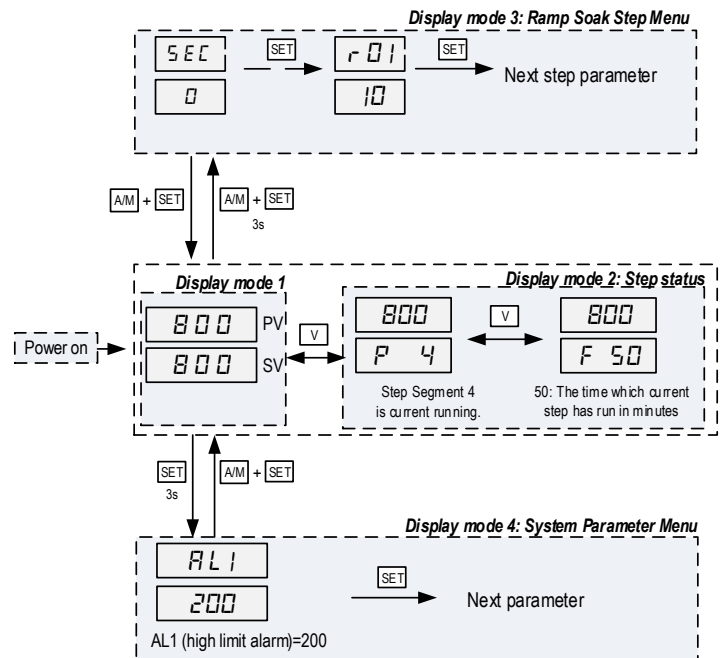 Display mode 3: Ramp Soak Step Menu
SEC
SET
r 01
SET
0
10
Next step parameter
A/M + SET
A/M + SET
3s
Display mode 1
Display mode 2: Step status
Power on
800 PV
800 SV
V
800
P 4
V
800
F 50
Step Segment 4
is current running.
50: The time which current
step has run in minutes
SET
3s
A/M + SET
Display mode 4: System Parameter Menu
AL1
200
SET
Next parameter
AL1 (high limit alarm)=200